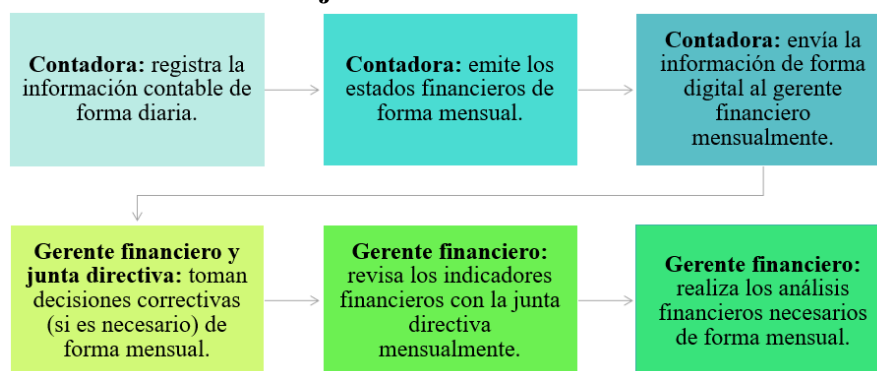 Contadora: registra la
información contable de
forma diaria.
Contadora: emite los
estados financieros de
forma mensual.
Contadora: envía la
información de forma
digital al gerente
financiero
mensualmente.
Gerente financiero y
junta directiva: toman
decisiones correctivas
(si es necesario) de
forma mensual.
Gerente financiero:
revisa los indicadores
financieros con la junta
directiva
mensualmente.
Gerente financiero:
realiza los análisis
financieros necesarios
de forma mensual.